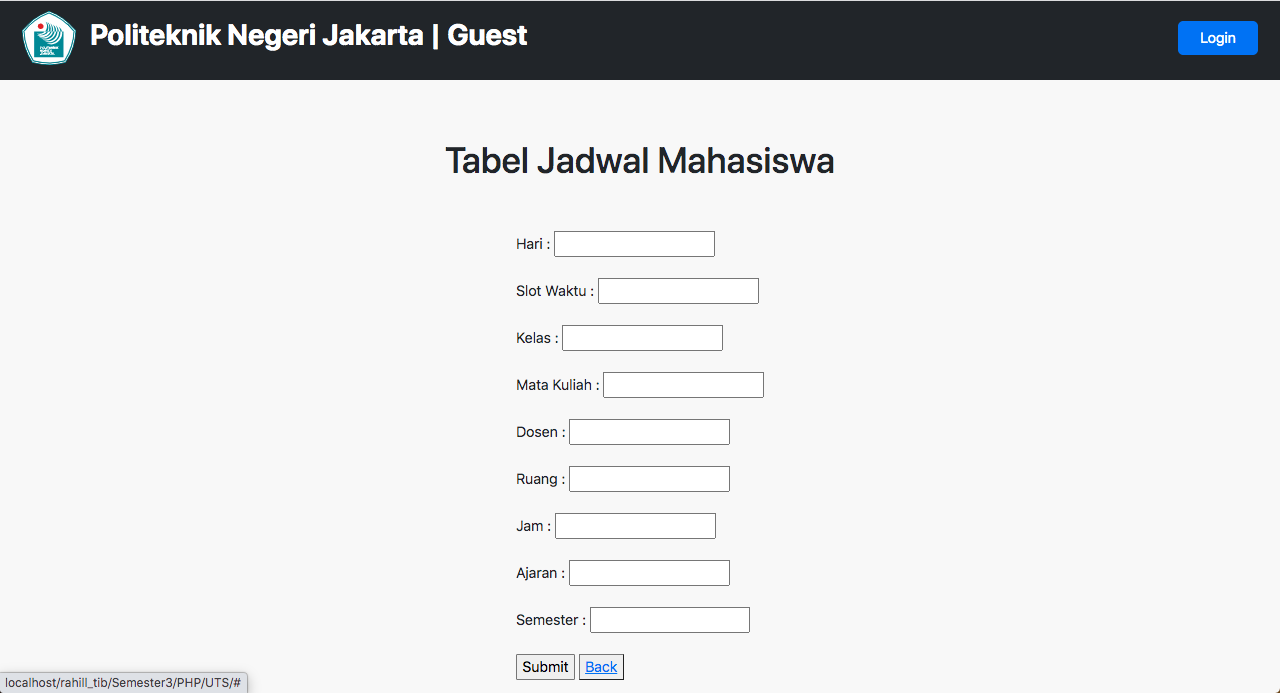 Politeknik Negeri Jakarta | Guest
Login
Tabel Jadwal Mahasiswa
Hari :
Slot Waktu :
Kelas :
Mata Kuliah :
Dosen :
Ruang :
Jam :
Ajaran :
Semester :
Submit Back
localhost/rahill_tib/Semester3/PHP/UTS/#